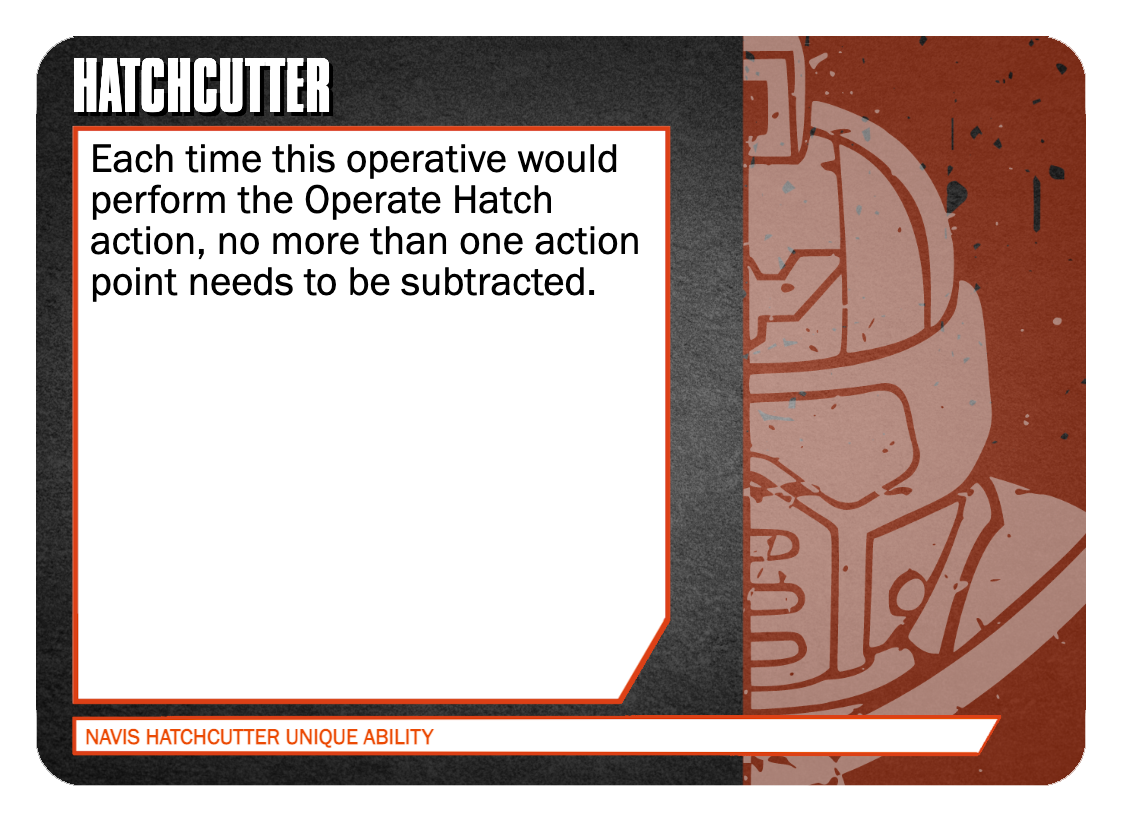 HATCHCUTTER
Each time this operative would
perform the Operate Hatch
action, no more than one action
point needs to be subtracted.
NAVIS HATCHCUTTER UNIQUE ABILITY